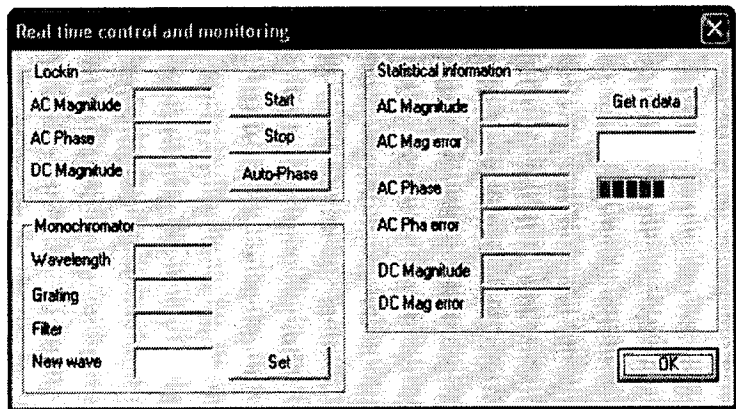 Real time control and monitoring
Lockin
AC Magnitude
Start
AC Phase
Stop
DC Magnitude
Auto-Phase
Monochromator
Wavelength
Grating
Filter
New wave
Set
Statistical information
AC Magnitude
Get n data
AC Mag error
AC Phase
AC Pha error
DC Magnitude
DC Mag error
OK